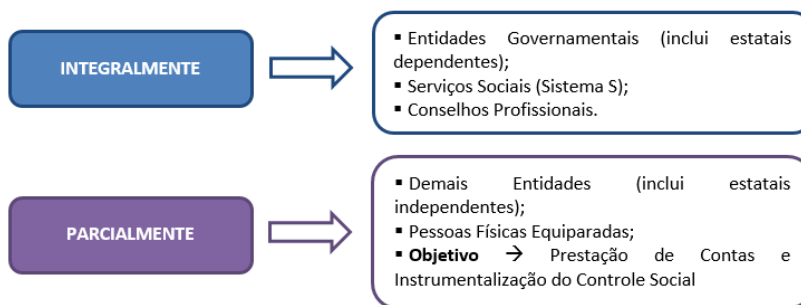 INTEGRALMENTE
▪ Entidades Governamentais (inclui estatais
dependentes);
▪ Serviços Sociais (Sistema S);
▪ Conselhos Profissionais.
PARCIALMENTE
▪ Demais Entidades (inclui estatais
independentes);
▪ Pessoas Físicas Equiparadas;
▪ Objetivo → Prestação de Contas e
Instrumentalização do Controle Social